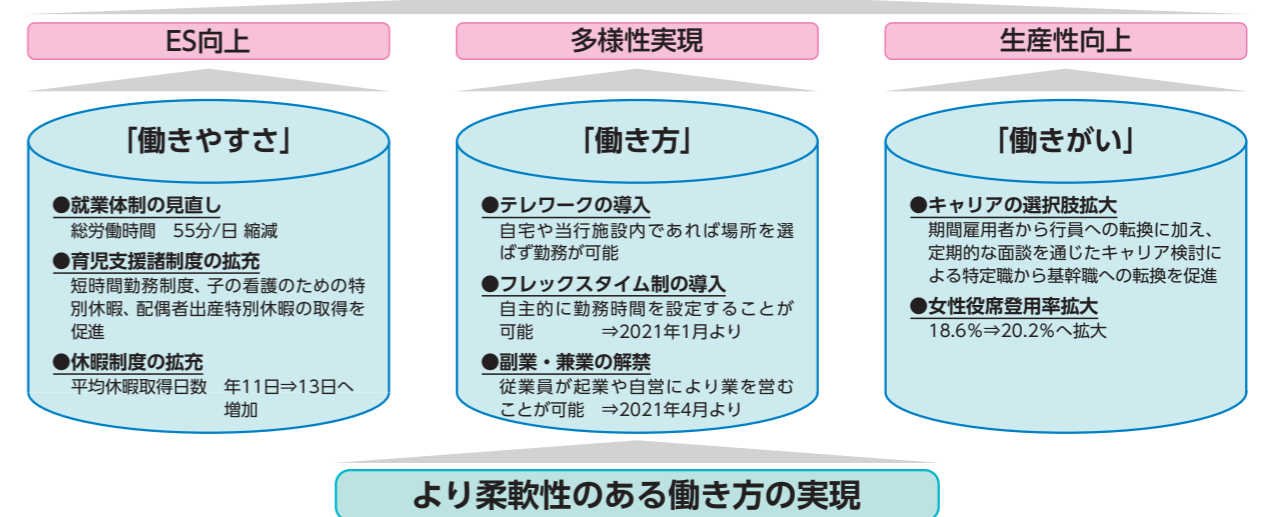 ES向上
多様性実現
生産性向上
「働きやすさ」
●就業体制の見直し
総労働時間　55分/日 縮減
●育児支援諸制度の拡充
短時間勤務制度、子の看護のための特
別休暇、配偶者出産特別休暇の取得を
促進
●休暇制度の拡充
平均休暇取得日数　年11日⇒13日へ
増加
「働き方」
●テレワークの導入
自宅や当行施設内であれば場所を選
ばず勤務が可能
●フレックスタイム制の導入
自主的に勤務時間を設定することが
可能　　　　⇒2021年1月より
●副業・兼業の解禁
従業員が起業や自営により業を営む
ことが可能　⇒2021年4月より
「働きがい」
●キャリアの選択肢拡大
期間雇用者から行員への転換に加え、
定期的な面談を通じたキャリア検討に
よる特定職から基幹職への転換を促進
●女性役席登用率拡大
18.6%⇒20.2%へ拡大
より柔軟性のある働き方の実現